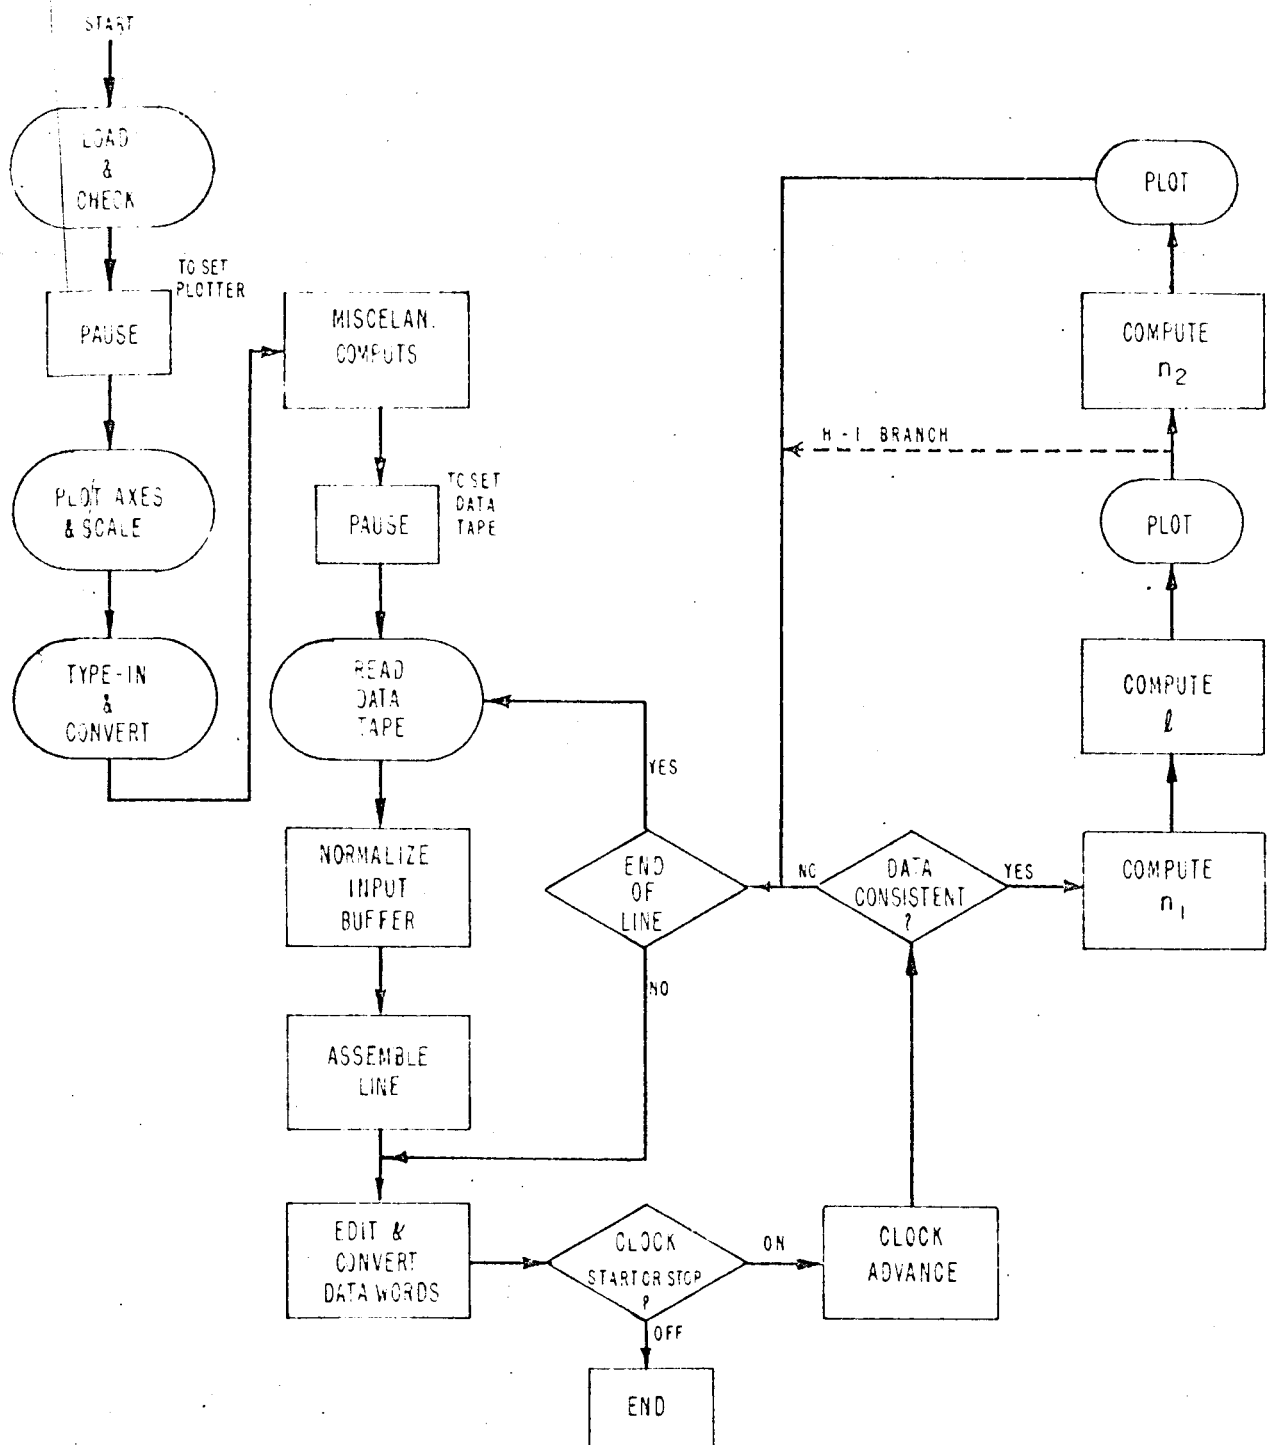 START
LOAD
&
CHECK
TO SET
PLOTTER
PAUSE
PLOT AXES
& SCALE
TYPE-IN
&
CONVERT
MISCELAN.
COMPUTS
TO SET
DATA
TAPE
PAUSE
READ
DATA
TAPE
NORMALIZE
INPUT
BUFFER
ASSEMBLE
LINE
EDIT &
CONVERT
DATA WORDS
CLOCK
START OR STOP
?
ON
OFF
END
CLOCK
ADVANCE
DATA
CONSISTENT
?
NO
YES
END
OF
LINE
YES
NO
COMPUTE
n1
COMPUTE
ℓ
PLOT
H - I BRANCH
COMPUTE
n2
PLOT